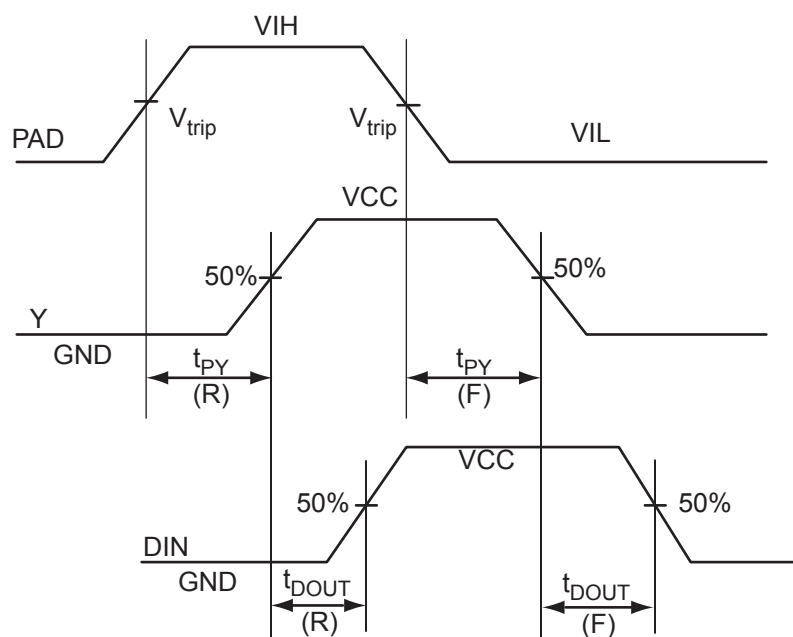 VIH
PAD
Vtrip
Vtrip
VIL
VCC
50%
50%
Y
GND
tPY
(R)
tPY
(F)
VCC
50%
50%
DIN
GND
tDOUT
(R)
tDOUT
(F)